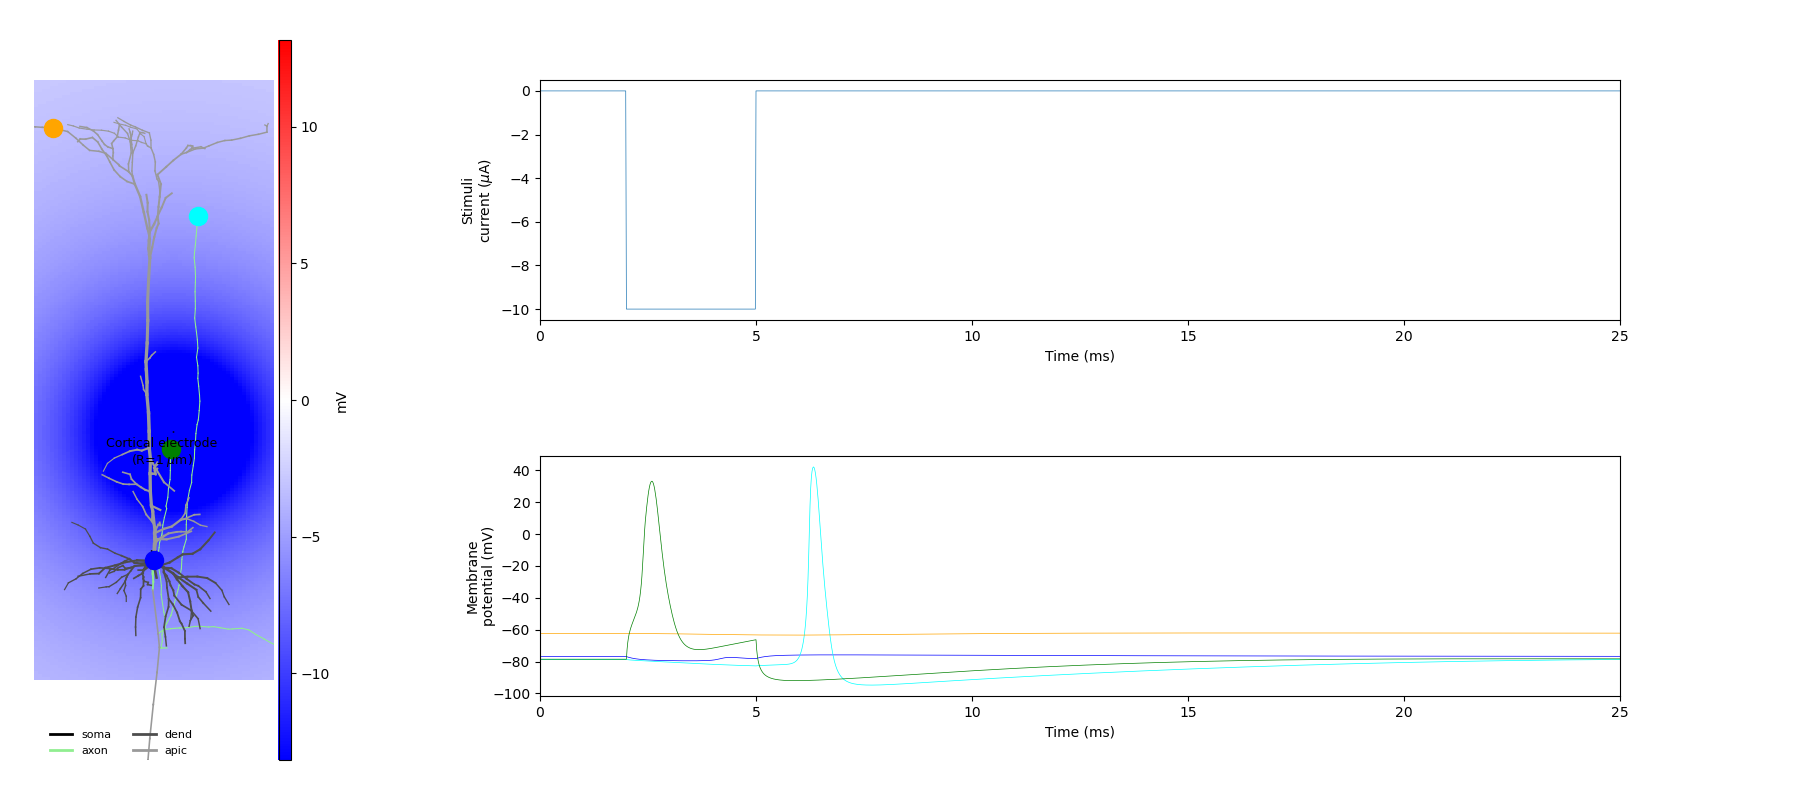 10
5
0
−5
−10
mV
Cortical electrode
soma
dend
axon
apic
Stimuli
current (μA)
0
−2
−4
−6
−8
−10
0 5 10 15 20 25
Time (ms)
Membrane
potential (mV)
40
20
0
−20
−40
−60
−80
−100
0 5 10 15 20 25
Time (ms)